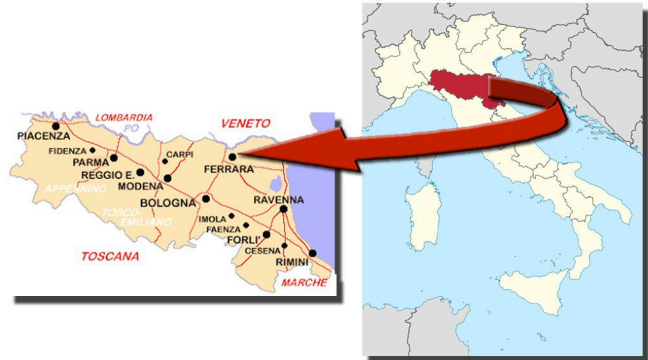 LOMBARDIA
PO
VENETO
PIACENZA
FIDENZA
PARMA
CARPI
FERRARA
REGGIO E.
MODENA
APPENNINO
BOLOGNA
RAVENNA
TOSCO-
EMILIANO
IMOLA
FAENZA
FORLI'
CESENA
TOSCANA
RIMINI
MARCHE